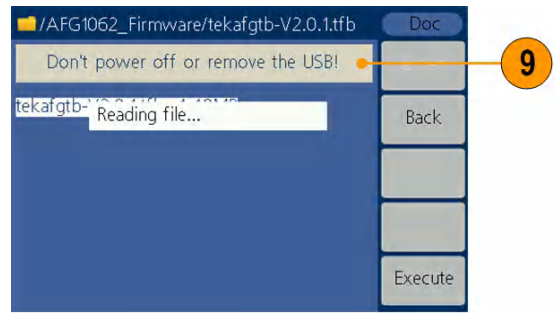 /AFG1062_Firmware/tekafgtb-V2.0.1.tfb
Doc
Don't power off or remove the USB!
9
tekafgtb-
Reading file...
Back
Execute